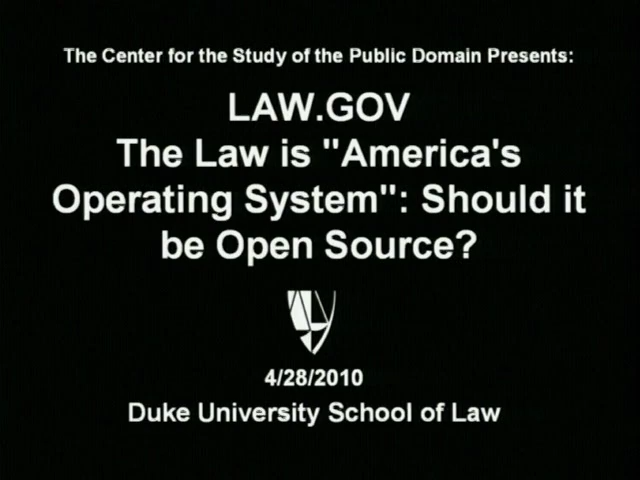 The Center for the Study of the Public Domain Presents:
LAW.GOV
The Law is "America's
Operating System": Should it
be Open Source?
4/28/2010
Duke University School of Law